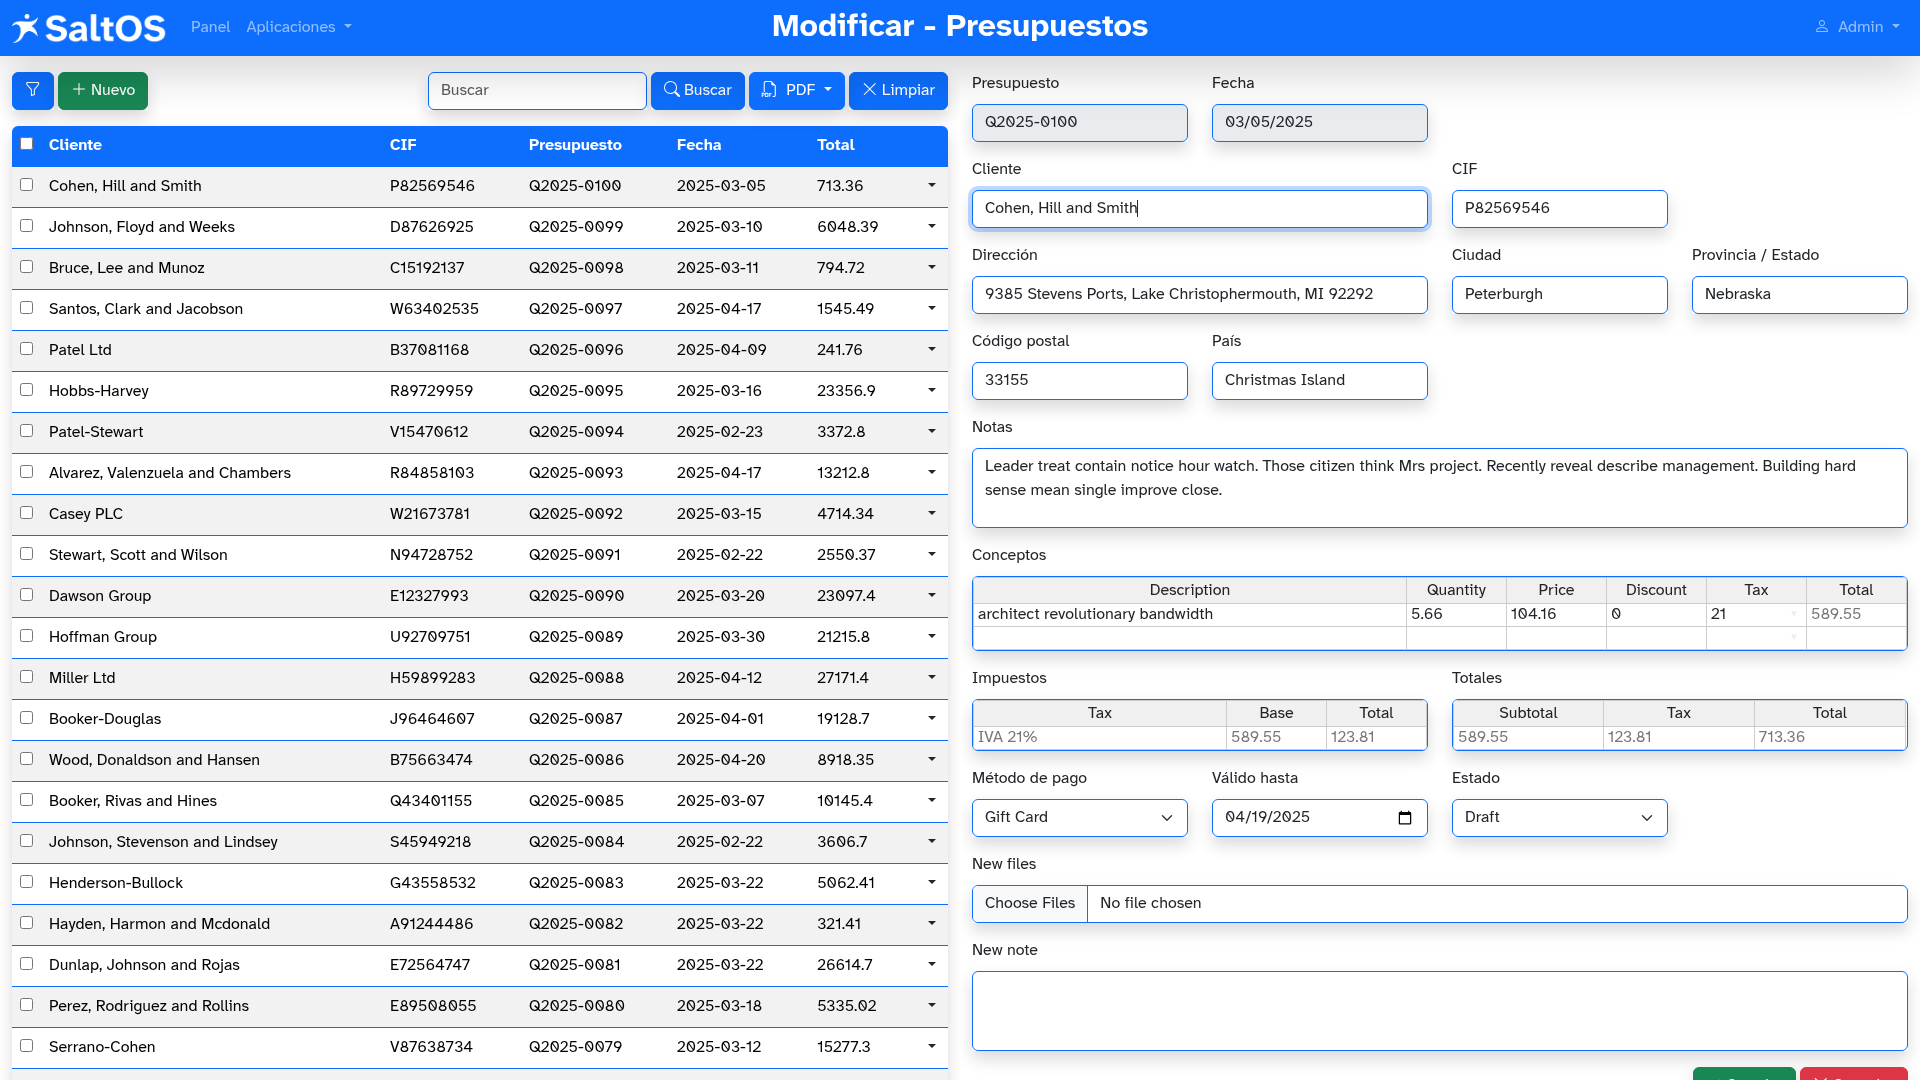 SaltOS Panel Aplicaciones Modificar - Presupuestos Admin
Nuevo Buscar Buscar PDF Limpiar
Cliente CIF Presupuesto Fecha Total
Cohen, Hill and Smith P82569546 Q2025-0100 2025-03-05 713.36
Johnson, Floyd and Weeks D87626925 Q2025-0099 2025-03-10 6048.39
Bruce, Lee and Munoz C15192137 Q2025-0098 2025-03-11 794.72
Santos, Clark and Jacobson W63402535 Q2025-0097 2025-04-17 1545.49
Patel Ltd B37081168 Q2025-0096 2025-04-09 241.76
Hobbs-Harvey R89729959 Q2025-0095 2025-03-16 23356.9
Patel-Stewart V15470612 Q2025-0094 2025-02-23 3372.8
Alvarez, Valenzuela and Chambers R84858103 Q2025-0093 2025-04-17 13212.8
Casey PLC W21673781 Q2025-0092 2025-03-15 4714.34
Stewart, Scott and Wilson N94728752 Q2025-0091 2025-02-22 2550.37
Dawson Group E12327993 Q2025-0090 2025-03-20 23097.4
Hoffman Group U92709751 Q2025-0089 2025-03-30 21215.8
Miller Ltd H59899283 Q2025-0088 2025-04-12 27171.4
Booker-Douglas J96464607 Q2025-0087 2025-04-01 19128.7
Wood, Donaldson and Hansen B75663474 Q2025-0086 2025-04-20 8918.35
Booker, Rivas and Hines Q43401155 Q2025-0085 2025-03-07 10145.4
Johnson, Stevenson and Lindsey S45949218 Q2025-0084 2025-02-22 3606.7
Henderson-Bullock G43558532 Q2025-0083 2025-03-22 5062.41
Hayden, Harmon and Mcdonald A91244486 Q2025-0082 2025-03-22 321.41
Dunlap, Johnson and Rojas E72564747 Q2025-0081 2025-03-22 26614.7
Perez, Rodriguez and Rollins E89508055 Q2025-0080 2025-03-18 5335.02
Serrano-Cohen V87638734 Q2025-0079 2025-03-12 15277.3
Presupuesto Fecha
Q2025-0100 03/05/2025
Cliente CIF
Cohen, Hill and Smith P82569546
Dirección Ciudad Provincia / Estado
9385 Stevens Ports, Lake Christophermouth, MI 92292 Peterburgh Nebraska
Código postal País
33155 Christmas Island
Notas
Leader treat contain notice hour watch. Those citizen think Mrs project. Recently reveal describe management. Building hard
sense mean single improve close.
Conceptos
Description Quantity Price Discount Tax Total
architect revolutionary bandwidth 5.66 104.16 0 21 589.55
Impuestos Totales
Tax Base Total Subtotal Tax Total
IVA 21% 589.55 123.81 589.55 123.81 713.36
Método de pago Válido hasta Estado
Gift Card 04/19/2025 Draft
New files
Choose Files No file chosen
New note